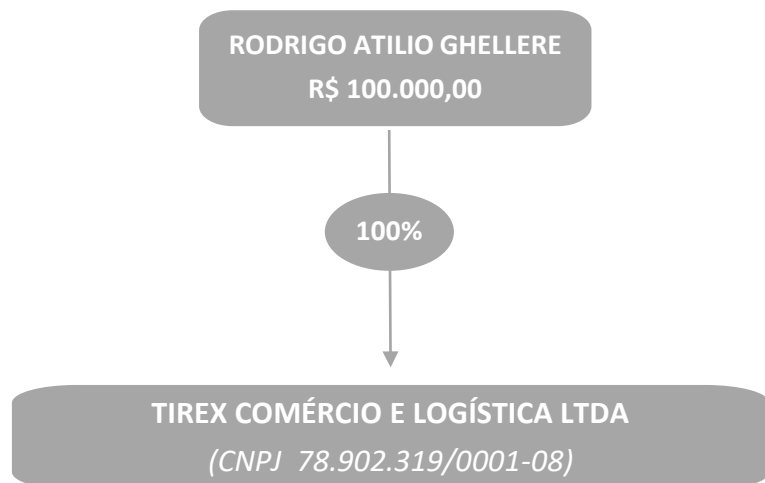 RODRIGO ATILIO GHELLERE
R$ 100.000,00
100%
TIREX COMÉRCIO E LOGÍSTICA LTDA
(CNPJ 78.902.319/0001-08)